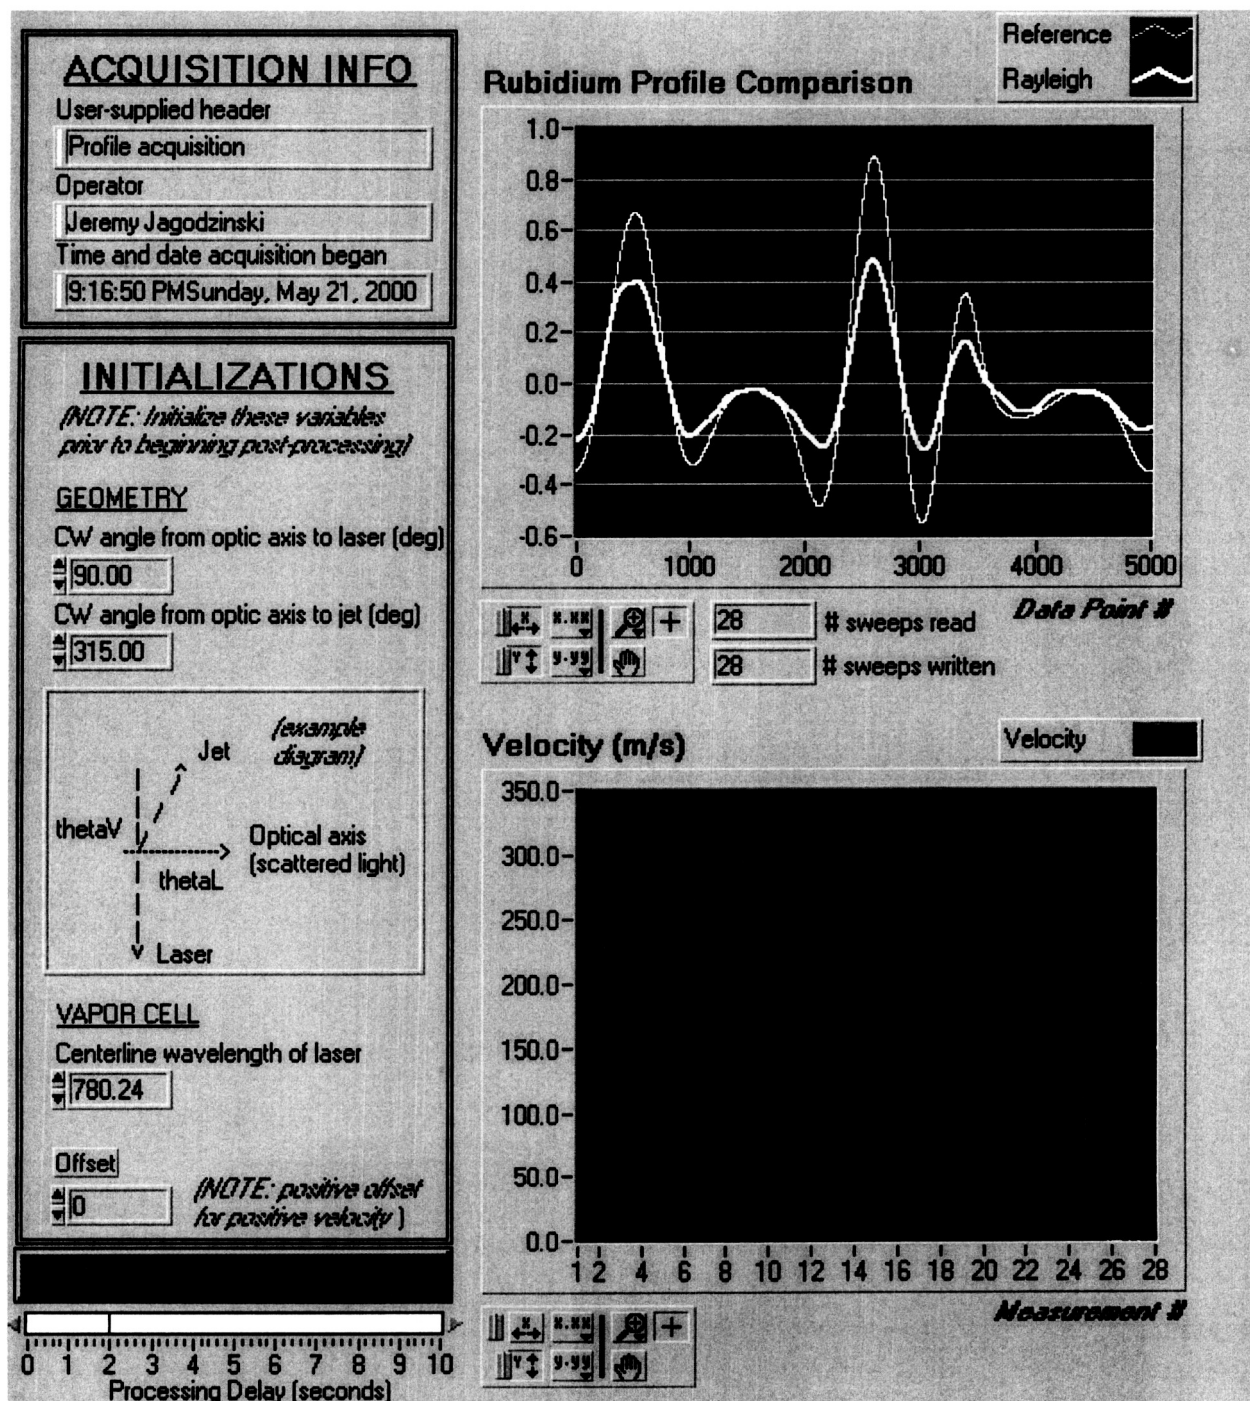 ACQUISITION INFO
User-supplied header
Profile acquisition
Operator
Jeremy Jagodzinski
Time and date acquisition began
9:16:50 PMSunday, May 21, 2000
INITIALIZATIONS
(NOTE: Initialize these variables
prior to beginning post-processing)
GEOMETRY
CW angle from optic axis to laser (deg)
90.00
CW angle from optic axis to jet (deg)
315.00
Jet
(example
diagram)
thetaV
Optical axis
(scattered light)
thetaL
Laser
VAPOR CELL
Centerline wavelength of laser
780.24
Offset
0
(NOTE: positive offset
for positive velocity )
0 1 2 3 4 5 6 7 8 9 10
Processing Delay (seconds)
Reference
Rayleigh
Rubidium Profile Comparison
1.0
0.8
0.6
0.4
0.2
0.0
-0.2
-0.4
-0.6
0 1000 2000 3000 4000 5000
Data Point #
x.xx
y.yy
28 # sweeps read
28 # sweeps written
Velocity (m/s)
Velocity
350.0
300.0
250.0
200.0
150.0
100.0
50.0
0.0
1 2 4 6 8 10 12 14 16 18 20 22 24 26 28
Measurement #
x.xx
y.yy